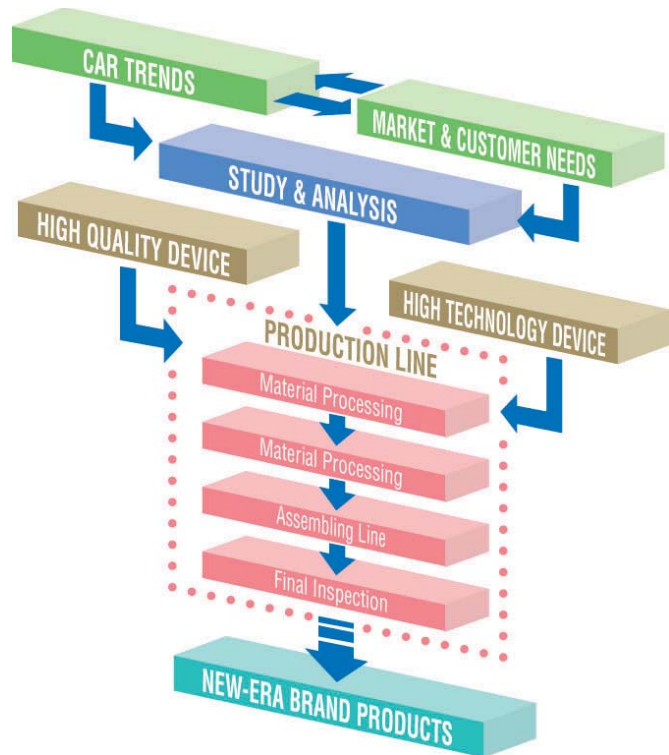 CAR TRENDS
MARKET & CUSTOMER NEEDS
STUDY & ANALYSIS
HIGH QUALITY DEVICE
HIGH TECHNOLOGY DEVICE
PRODUCTION LINE
Material Processing
Material Processing
Assembling Line
Final Inspection
NEW-ERA BRAND PRODUCTS